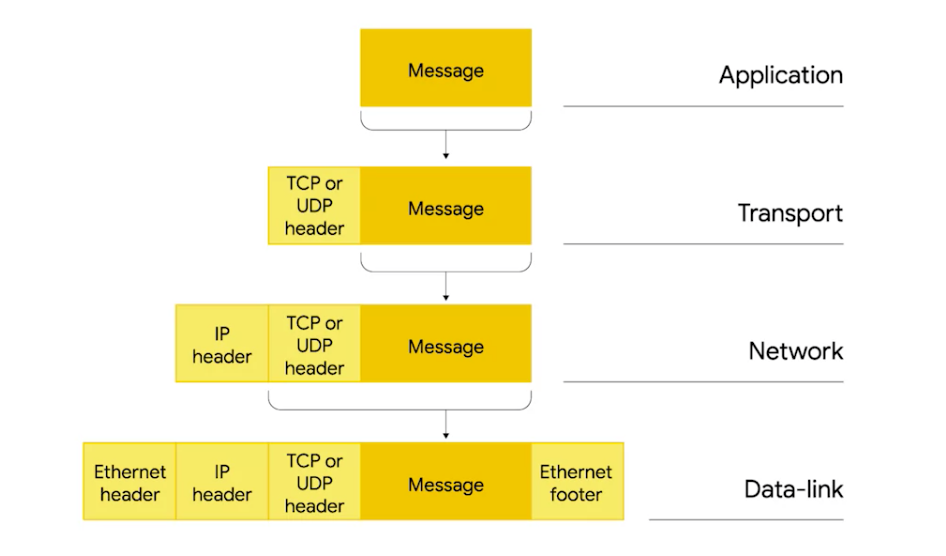 Message
Application
TCP or
UDP
header
Message
Transport
IP
header
TCP or
UDP
header
Message
Network
Ethernet
header
IP
header
TCP or
UDP
header
Message
Ethernet
footer
Data-link